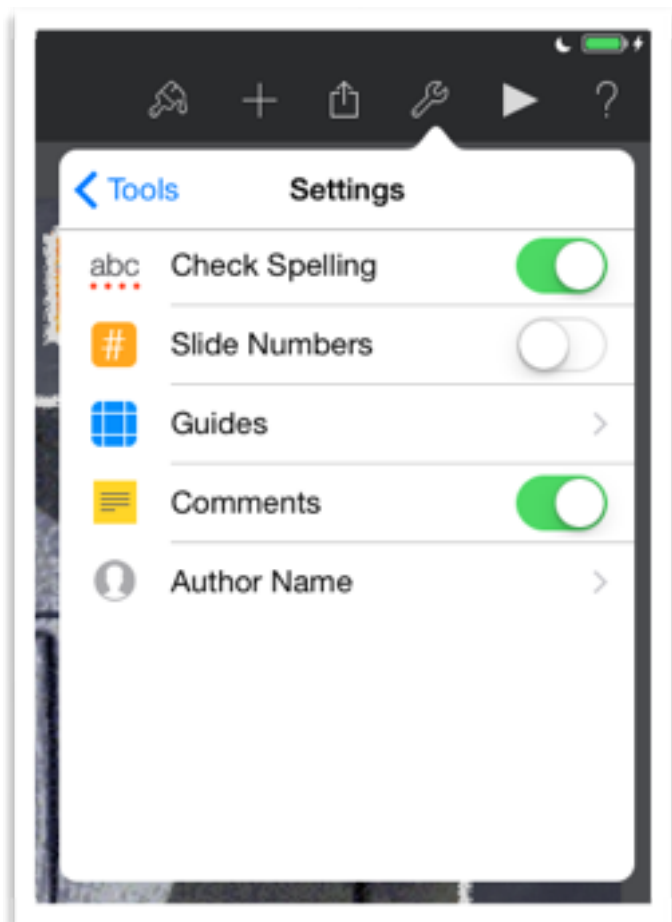 ?
Tools Settings
abc Check Spelling
# Slide Numbers
Guides
Comments
Author Name